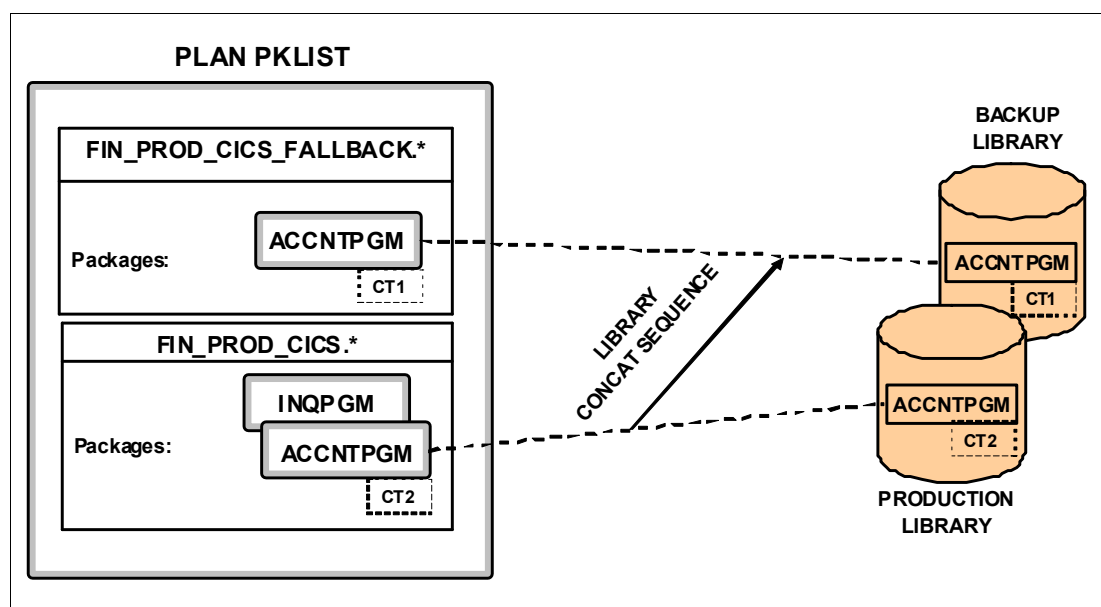 PLAN PKLIST
FIN_PROD_CICS_FALLBACK.*
Packages:
ACCNTPGM
CT1
FIN_PROD_CICS.*
Packages:
INQPGM
ACCNTPGM
CT2
LIBRARY
CONCAT SEQUENCE
BACKUP
LIBRARY
ACCNTPGM
CT1
ACCNTPGM
CT2
PRODUCTION
LIBRARY